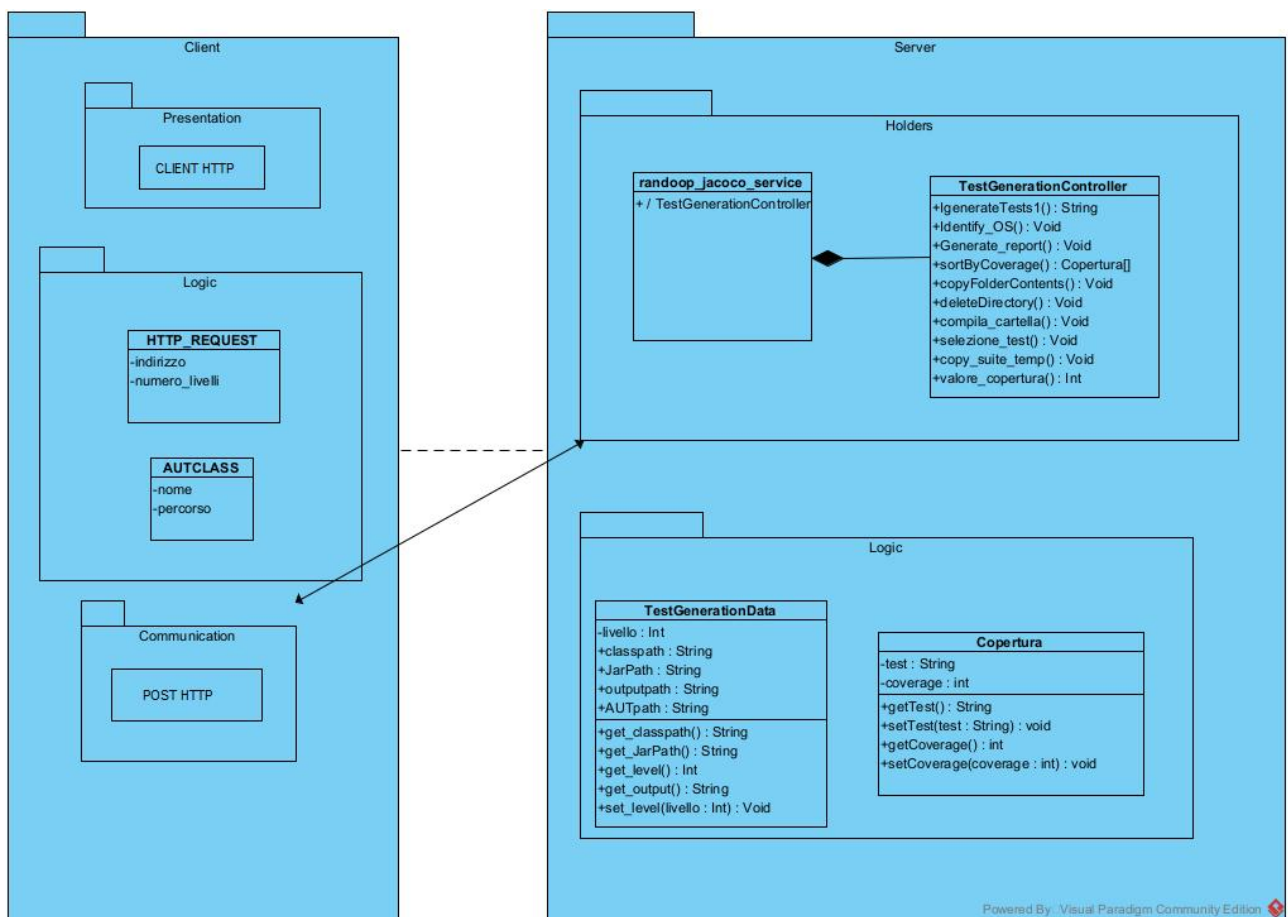 Client
Presentation
CLIENT HTTP
Logic
HTTP_REQUEST
-indirizzo
-numero_livelli
AUTCLASS
-nome
-percorso
Communication
POST HTTP
Server
Holders
randoop_jacoco_service
+ / TestGenerationController
TestGenerationController
+IgenerateTests1() : String
+Identify_OS() : Void
+Generate_report() : Void
+sortByCoverage() : Copertura[]
+copyFolderContents() : Void
+deleteDirectory() : Void
+compila_cartella() : Void
+selezione_test() : Void
+copy_suite_temp() : Void
+valore_copertura() : Int
Logic
TestGenerationData
-livello : Int
+classpath : String
+JarPath : String
+outputpath : String
+AUTpath : String
+get_classpath() : String
+get_JarPath() : String
+get_level() : Int
+get_output() : String
+set_level(livello : Int) : Void
Copertura
-test : String
-coverage : int
+getTest() : String
+setTest(test : String) : void
+getCoverage() : int
+setCoverage(coverage : int) : void
Powered By Visual Paradigm Community Edition